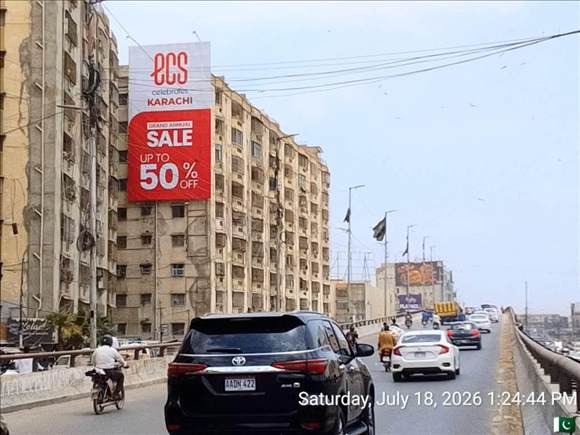 ecs
celebrates
KARACHI
GRAND ANNUAL
SALE
UP TO
50% OFF
AADN 422
Saturday, July 18, 2026 1:24:44 PM